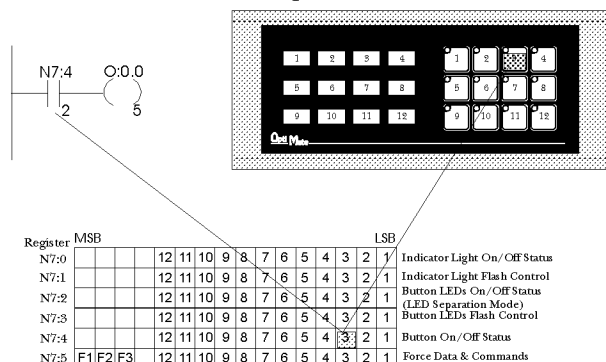 N7:4 O:0.0
2 5
1 2 3 4 1 2 3 4
5 6 7 8 5 6 7 8
9 10 11 12 9 10 11 12
Opti Mate
Register MSB LSB
N7:0 12 11 10 9 8 7 6 5 4 3 2 1 Indicator Light On/Off Status
N7:1 12 11 10 9 8 7 6 5 4 3 2 1 Indicator Light Flash Control
N7:2 12 11 10 9 8 7 6 5 4 3 2 1 Button LEDs On/Off Status
(LED Separation Mode)
N7:3 12 11 10 9 8 7 6 5 4 3 2 1 Button LEDs Flash Control
N7:4 12 11 10 9 8 7 6 5 4 3 2 1 Button On/Off Status
N7:5 F1 F2 F3 12 11 10 9 8 7 6 5 4 3 2 1 Force Data & Commands